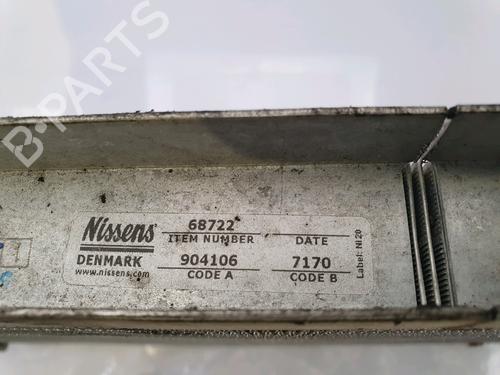 B-PARTS
Nissens
68722
ITEM NUMBER DATE
DENMARK 904106 7170
www.nissens.com CODE A CODE B
Label: NI 20